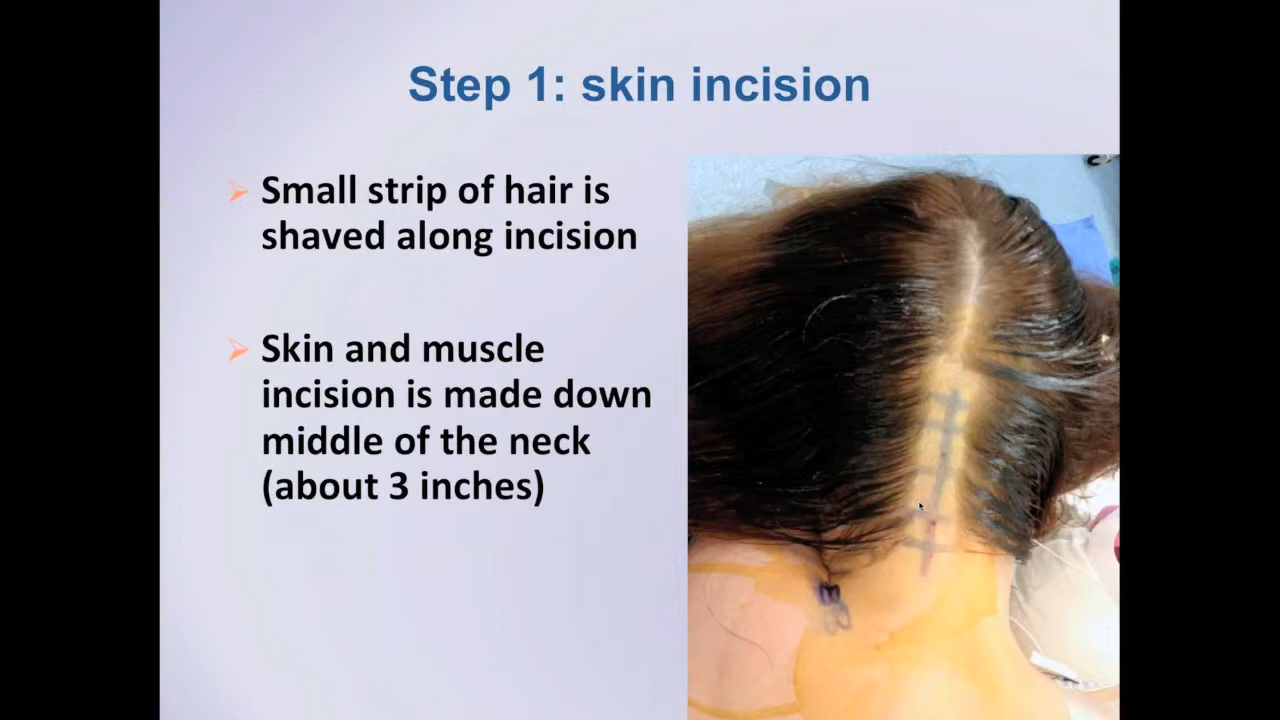 Step 1: skin incision
Small strip of hair is
shaved along incision
Skin and muscle
incision is made down
middle of the neck
(about 3 inches)